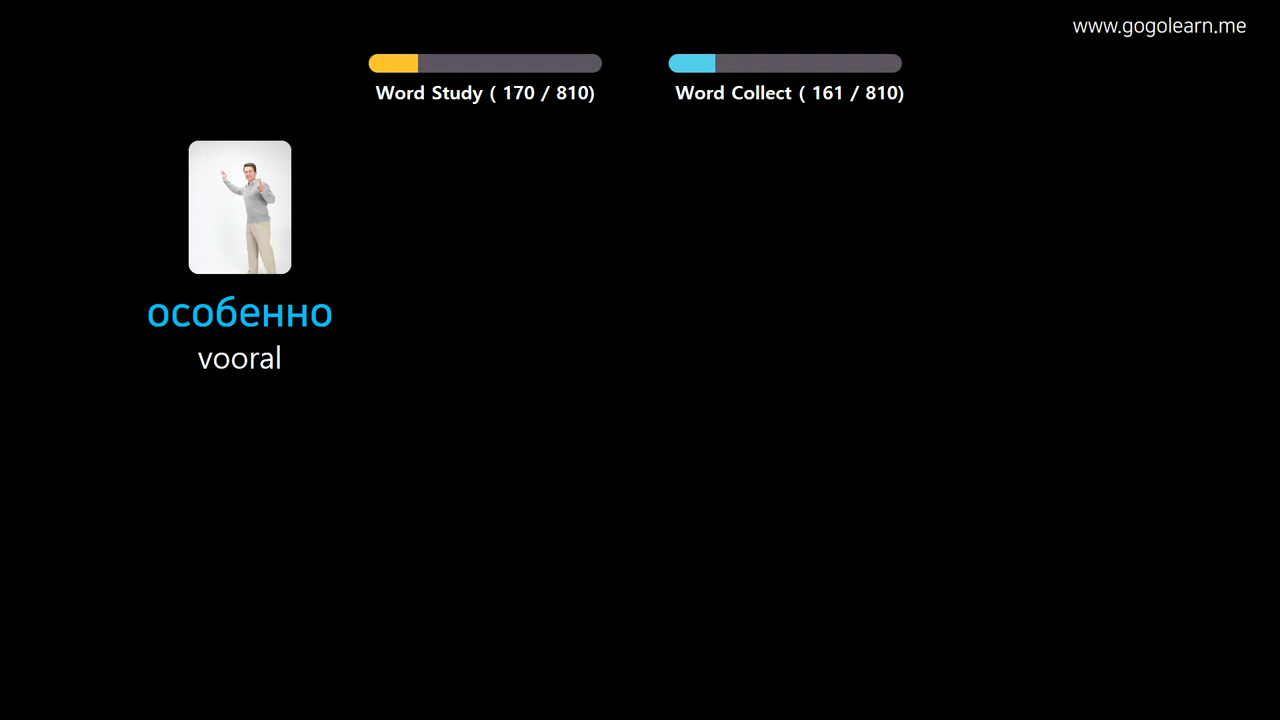 www.gogolearn.me
Word Study ( 170 / 810)
Word Collect ( 161 / 810)
особенно
vooral